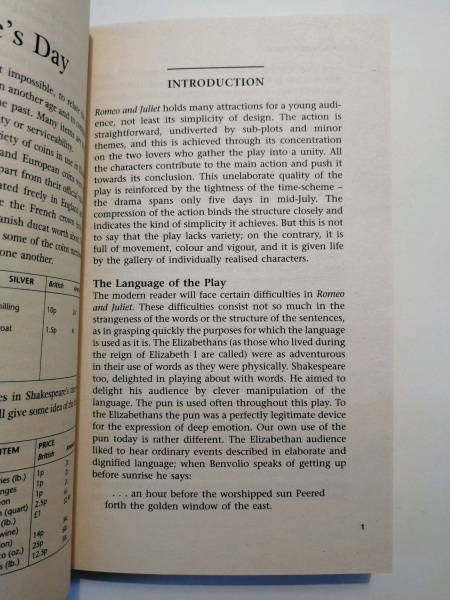 e's Day
t impossible, to relate
n another age and to
e past. Many items
ty or serviceability.
riety of coins in use in
and European coins were
part from their official
ated freely in England
e the French crown
anish ducat worth about
some of the coins
one another.
SILVER British
hilling 10p
oat 1.5p
es in Shakespeare's
ll give some idea of the
ITEM PRICE
British
ries (lb.) 1p
nges 1p
on 1p
n (quart) 2.5p
(lb.) £1
wine)
n) 14p
co (oz.) 25p
s (lb.) 12.5p
INTRODUCTION
Romeo and Juliet holds many attractions for a young audi-
ence, not least its simplicity of design. The action is
straightforward, undiverted by sub-plots and minor
themes, and this is achieved through its concentration
on the two lovers who gather the play into a unity. All
the characters contribute to the main action and push it
towards its conclusion. This unelaborate quality of the
play is reinforced by the tightness of the time-scheme –
the drama spans only five days in mid-July. The
compression of the action binds the structure closely and
indicates the kind of simplicity it achieves. But this is not
to say that the play lacks variety; on the contrary, it is
full of movement, colour and vigour, and it is given life
by the gallery of individually realised characters.
The Language of the Play
The modern reader will face certain difficulties in Romeo
and Juliet. These difficulties consist not so much in the
strangeness of the words or the structure of the sentences,
as in grasping quickly the purposes for which the language
is used as it is. The Elizabethans (as those who lived during
the reign of Elizabeth I are called) were as adventurous
in their use of words as they were physically. Shakespeare
too, delighted in playing about with words. He aimed to
delight his audience by clever manipulation of the
language. The pun is used often throughout this play. To
the Elizabethans the pun was a perfectly legitimate device
for the expression of deep emotion. Our own use of the
pun today is rather different. The Elizabethan audience
liked to hear ordinary events described in elaborate and
dignified language; when Benvolio speaks of getting up
before sunrise he says:
. . . an hour before the worshipped sun Peered
forth the golden window of the east.
1